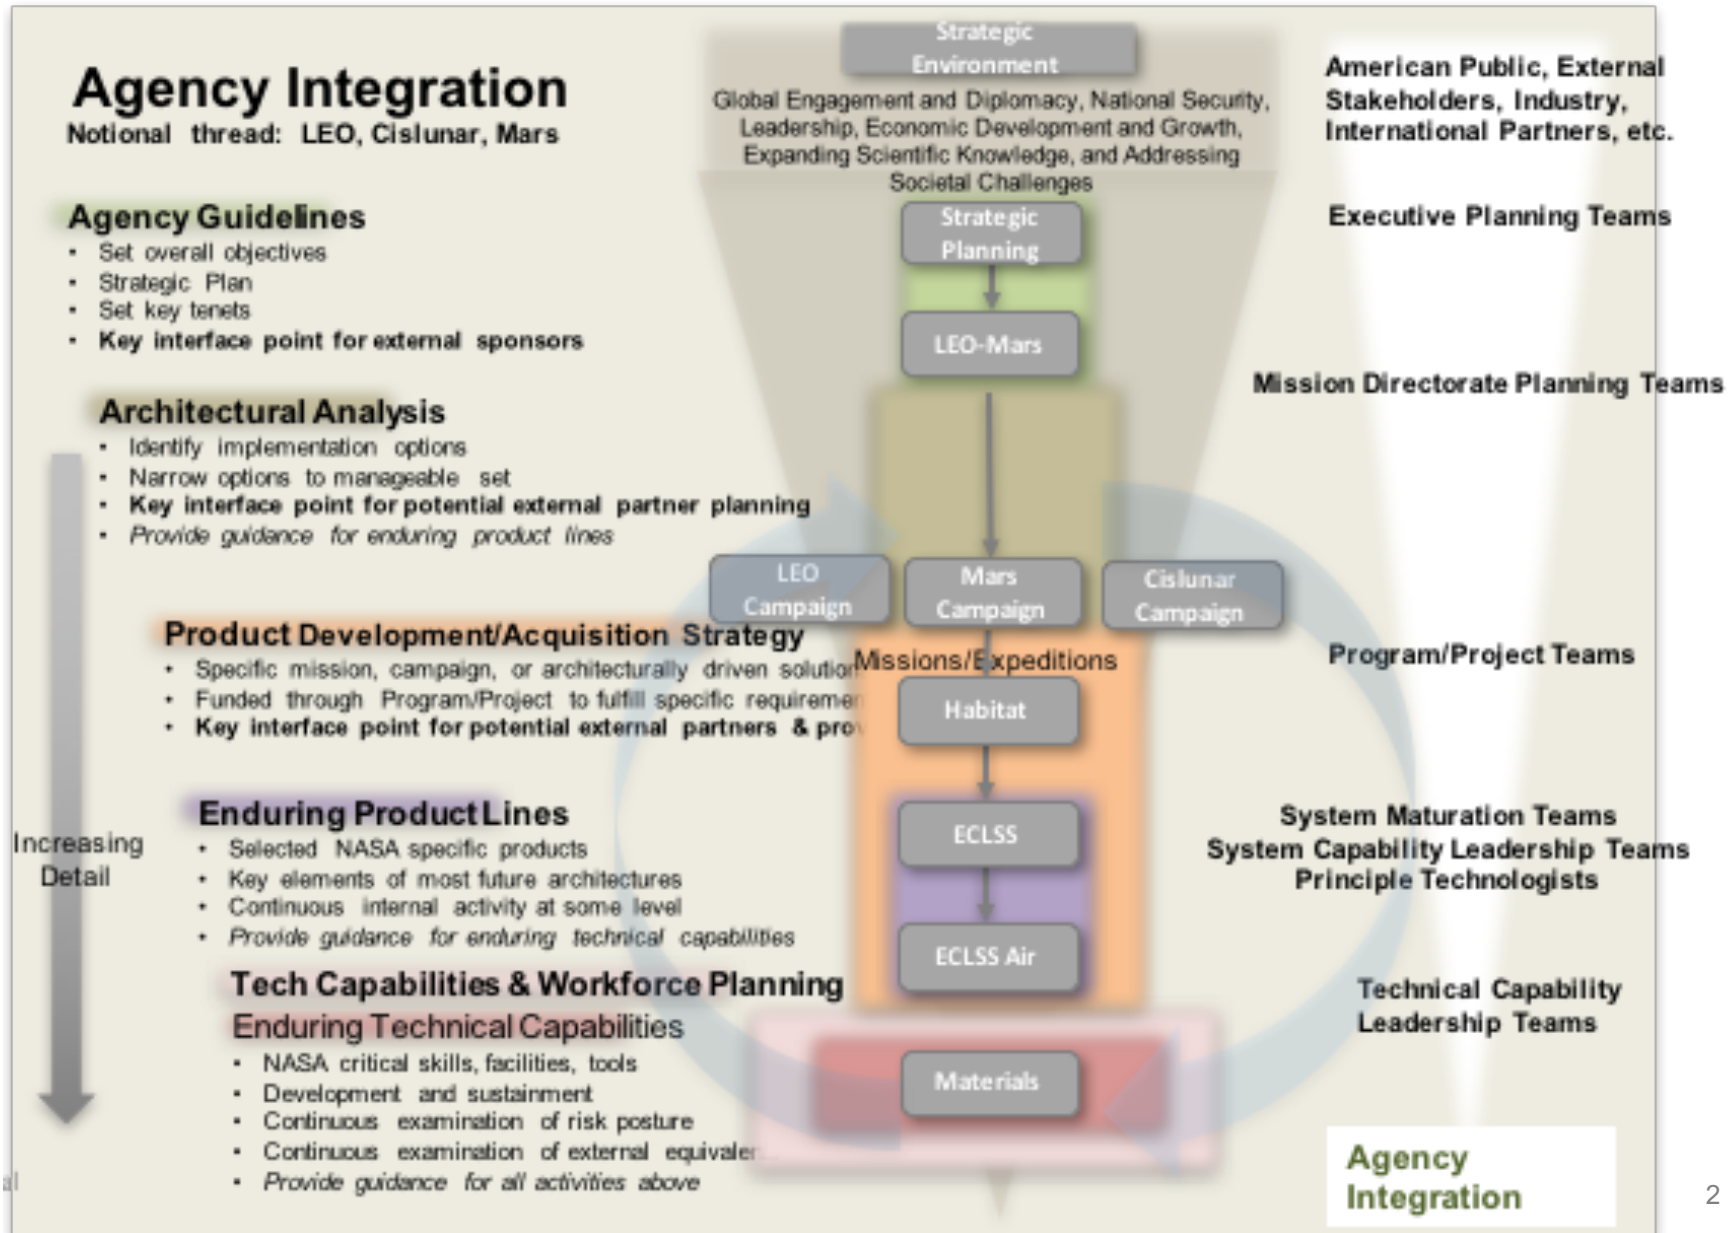 Agency Integration
Notional thread: LEO, Cislunar, Mars
Strategic
Environment
Global Engagement and Diplomacy, National Security,
Leadership, Economic Development and Growth,
Expanding Scientific Knowledge, and Addressing
Societal Challenges
American Public, External
Stakeholders, Industry,
International Partners, etc.
Agency Guidelines
• Set overall objectives
• Strategic Plan
• Set key tenets
• Key interface point for external sponsors
Strategic
Planning
LEO-Mars
Executive Planning Teams
Mission Directorate Planning Teams
Architectural Analysis
• Identify implementation options
• Narrow options to manageable set
• Key interface point for potential external partner planning
• Provide guidance for enduring product lines
LEO
Campaign
Mars
Campaign
Cislunar
Campaign
Product Development/Acquisition Strategy
• Specific mission, campaign, or architecturally driven solution
• Funded through Program/Project to fulfill specific requiremen
• Key interface point for potential external partners & prov
Missions/Expeditions
Habitat
Program/Project Teams
Increasing
Detail
Enduring Product Lines
• Selected NASA specific products
• Key elements of most future architectures
• Continuous internal activity at some level
• Provide guidance for enduring technical capabilities
ECLSS
ECLSS Air
System Maturation Teams
System Capability Leadership Teams
Principle Technologists
Tech Capabilities & Workforce Planning
Enduring Technical Capabilities
• NASA critical skills, facilities, tools
• Development and sustainment
• Continuous examination of risk posture
• Continuous examination of external equivalen
• Provide guidance for all activities above
Materials
Technical Capability
Leadership Teams
Agency
Integration
al
2